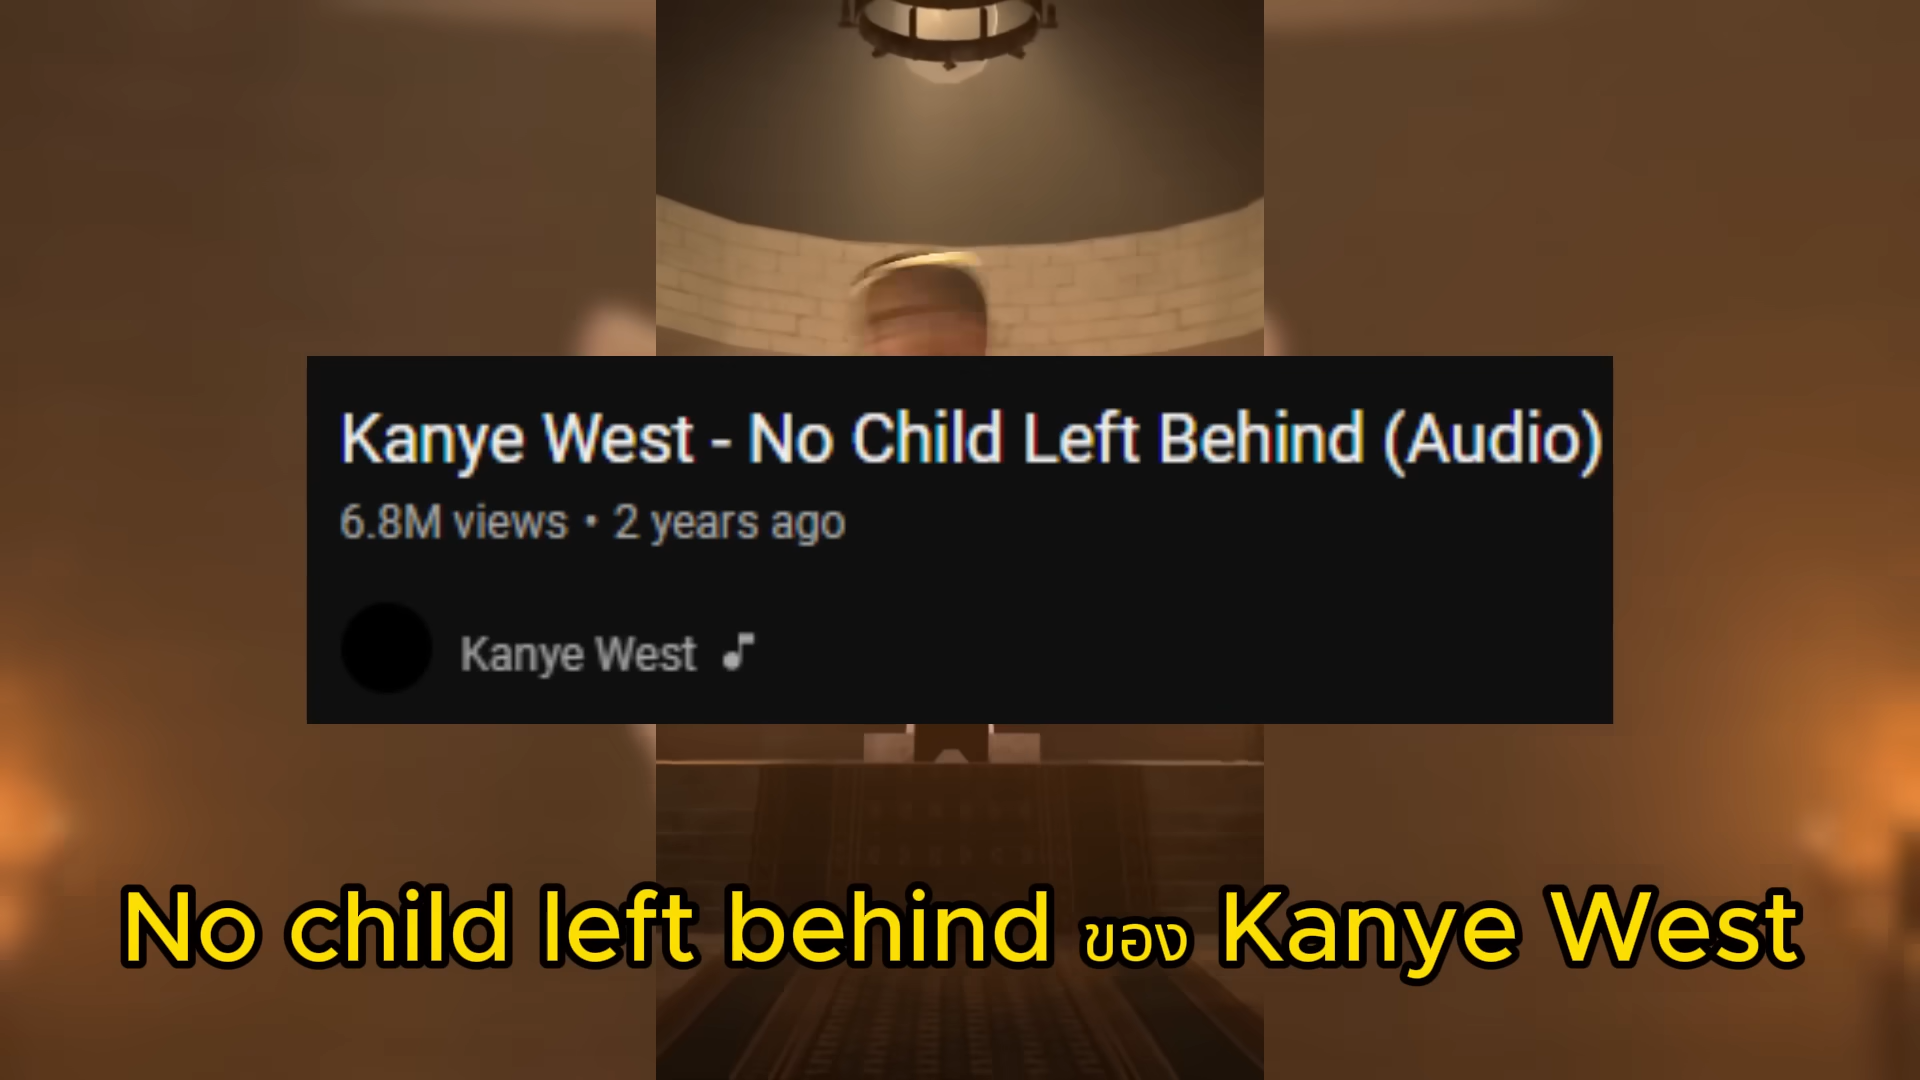 Kanye West - No Child Left Behind (Audio)
6.8M views • 2 years ago
Kanye West
No child left behind ของ Kanye West